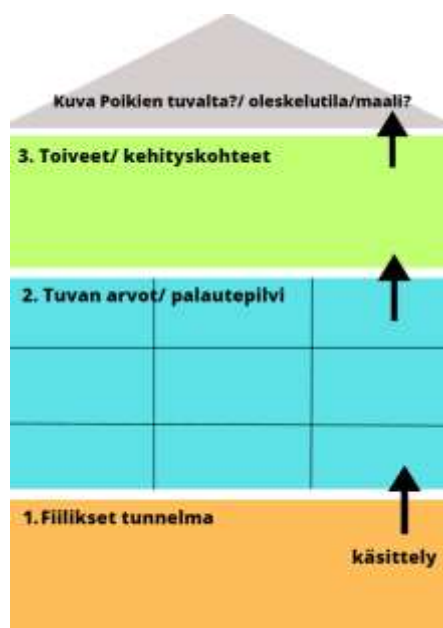 Kuva Poikien tuvalta?/ oleskelutila/maali?
3. Toiveet/ kehityskohteet
2. Tuvan arvot/ palautepilvi
1.Fiilikset tunnelma
käsittely